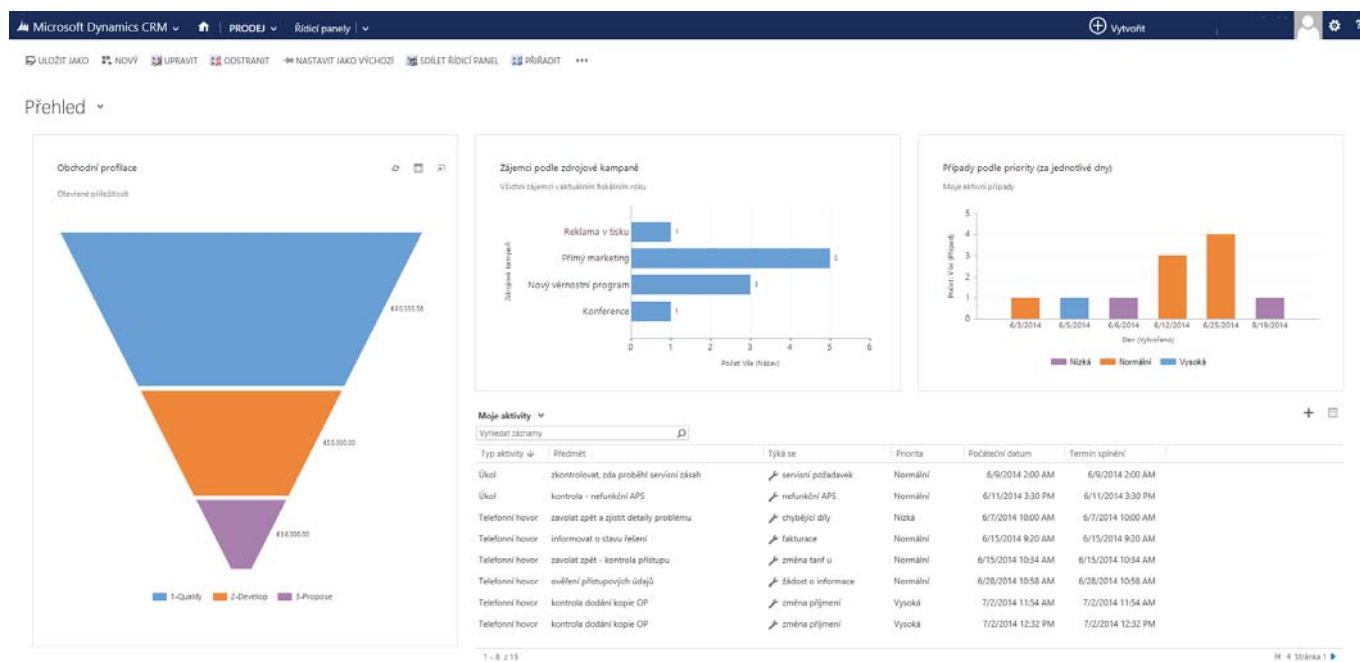 Microsoft Dynamics CRM PRODEJ Řídicí panely Vytvořit ?
ULOŽIT JAKO NOVÝ UPRAVIT ODSTRANIT NASTAVIT JAKO VÝCHOZÍ SDÍLET ŘÍDICÍ PANEL PŘIŘADIT •••
Přehled
Obchodní profilace
Otevřené příležitosti
1-Qualify 2-Develop 3-Propose
Zájemci podle zdrojové kampaně
Všichni zájemci v aktuálním fiskálním roku
Zdrojová kampaň
Reklama v tisku 1
Přímý marketing 5
Nový věrnostní program 3
Konference 1
0 1 2 3 4 5 6
Počet Vše (Název)
Případy podle priority (za jednotlivé dny)
Moje aktivní případy
Počet: Vše (Případ)
5
4
3
2
1
0
6/3/2014 6/5/2014 6/6/2014 6/12/2014 6/25/2014 8/19/2014
Den (Vytvořeno)
Nízká Normální Vysoká
Moje aktivity
Vyhledat záznamy
Typ aktivity Předmět Týká se Priorita Počáteční datum Termín splnění
Úkol zkontrolovat, zda proběhl servisní zásah servisní požadavek Normální 6/9/2014 2:00 AM 6/9/2014 2:00 AM
Úkol kontrola - nefunkční APS nefunkční APS Normální 6/11/2014 3:30 PM 6/11/2014 3:30 PM
Telefonní hovor zavolat zpět a zjistit detaily problému chybějící díly Nízká 6/7/2014 10:00 AM 6/7/2014 10:00 AM
Telefonní hovor informovat o stavu řešení fakturace Normální 6/15/2014 9:20 AM 6/15/2014 9:20 AM
Telefonní hovor zavolat zpět - kontrola přístupu změna tarif u Normální 6/15/2014 10:34 AM 6/15/2014 10:34 AM
Telefonní hovor ověření přístupových údajů žádost o informace Normální 6/28/2014 10:58 AM 6/28/2014 10:58 AM
Telefonní hovor kontrola dodání kopie OP změna příjmení Vysoká 7/2/2014 11:54 AM 7/2/2014 11:54 AM
Telefonní hovor kontrola dodání kopie OP změna příjmení Vysoká 7/2/2014 12:32 PM 7/2/2014 12:32 PM
Stránka 1